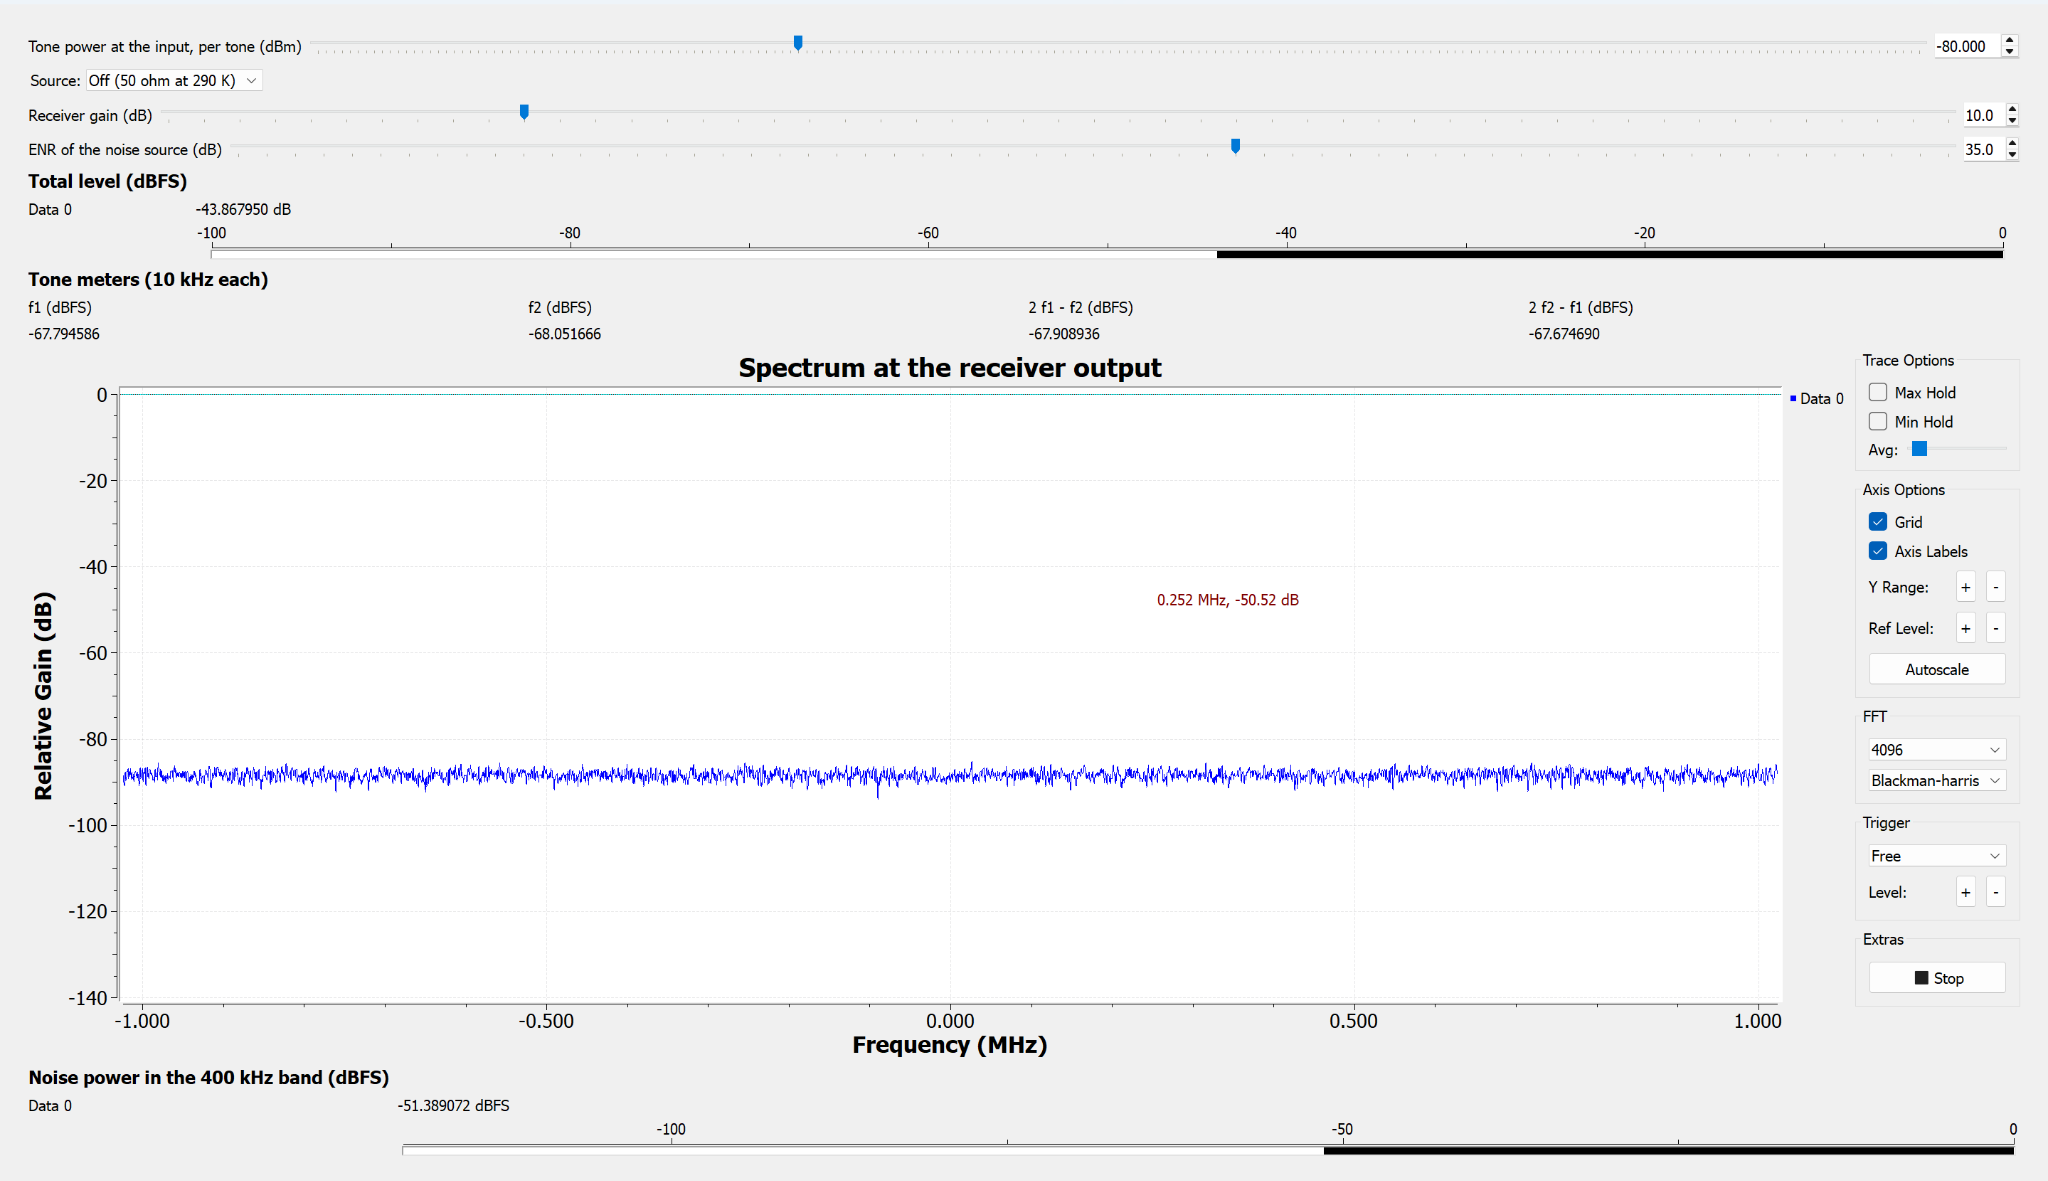 Tone power at the input, per tone (dBm) -80.000
Source: Off (50 ohm at 290 K)
Receiver gain (dB) 10.0
ENR of the noise source (dB) 35.0
Total level (dBFS)
Data 0 -43.867950 dB
-100 -80 -60 -40 -20 0
Tone meters (10 kHz each)
f1 (dBFS) f2 (dBFS) 2 f1 - f2 (dBFS) 2 f2 - f1 (dBFS)
-67.794586 -68.051666 -67.908936 -67.674690
Spectrum at the receiver output
Relative Gain (dB)
0
-20
-40
-60
-80
-100
-120
-140
0.252 MHz, -50.52 dB
Data 0
-1.000 -0.500 0.000 0.500 1.000
Frequency (MHz)
Trace Options
Max Hold
Min Hold
Avg:
Axis Options
Grid
Axis Labels
Y Range: + -
Ref Level: + -
Autoscale
FFT
4096
Blackman-harris
Trigger
Free
Level: + -
Extras
Stop
Noise power in the 400 kHz band (dBFS)
Data 0 -51.389072 dBFS
-100 -50 0